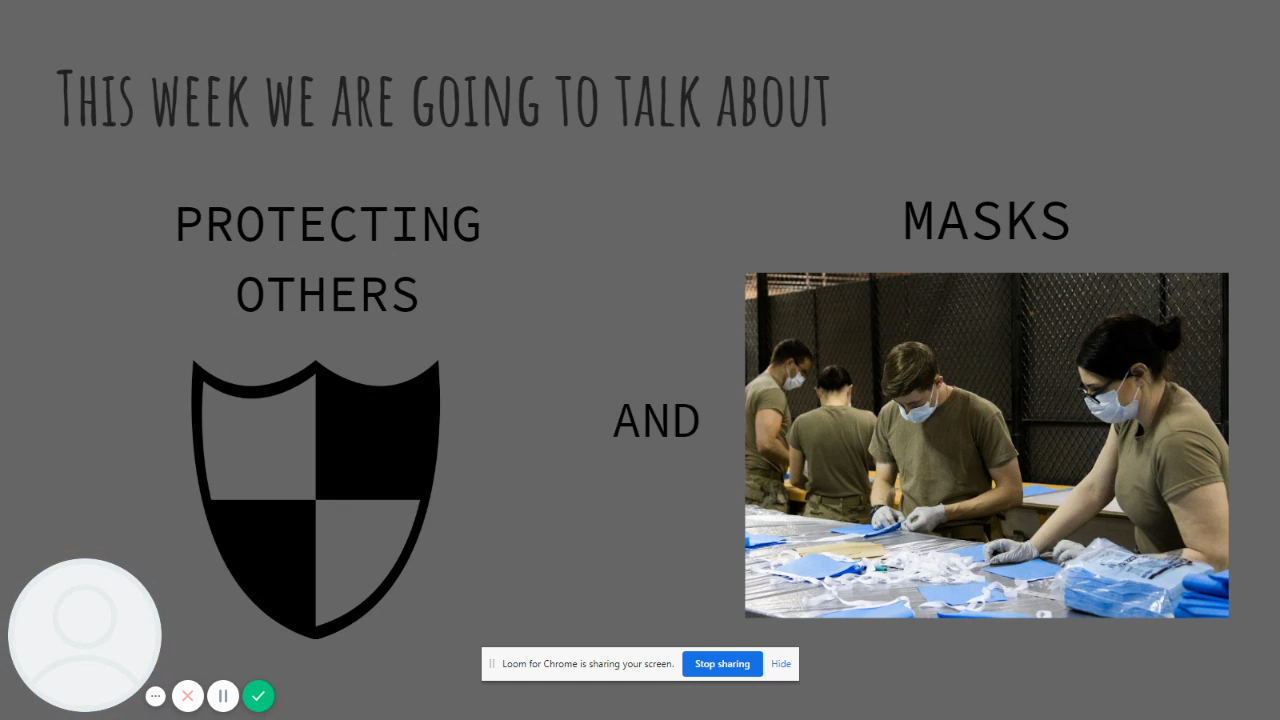 This week we are going to talk about
PROTECTING
OTHERS
MASKS
AND
Loom for Chrome is sharing your screen. Stop sharing Hide